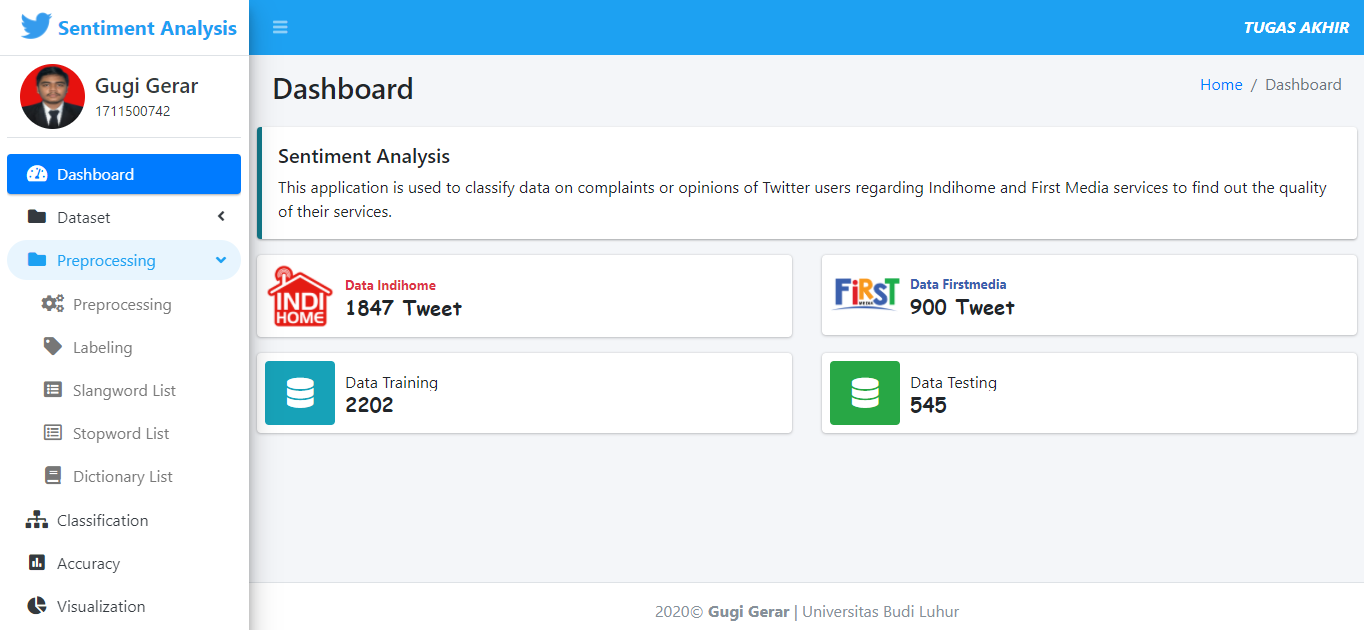 Sentiment Analysis
TUGAS AKHIR
Gugi Gerar
1711500742
Dashboard
Dataset
Preprocessing
Preprocessing
Labeling
Slangword List
Stopword List
Dictionary List
Classification
Accuracy
Visualization
Dashboard
Home / Dashboard
Sentiment Analysis
This application is used to classify data on complaints or opinions of Twitter users regarding Indihome and First Media services to find out the quality
of their services.
INDI
HOME
Data Indihome
1847 Tweet
FiRST
MEDIA
Data Firstmedia
900 Tweet
Data Training
2202
Data Testing
545
2020© Gugi Gerar | Universitas Budi Luhur